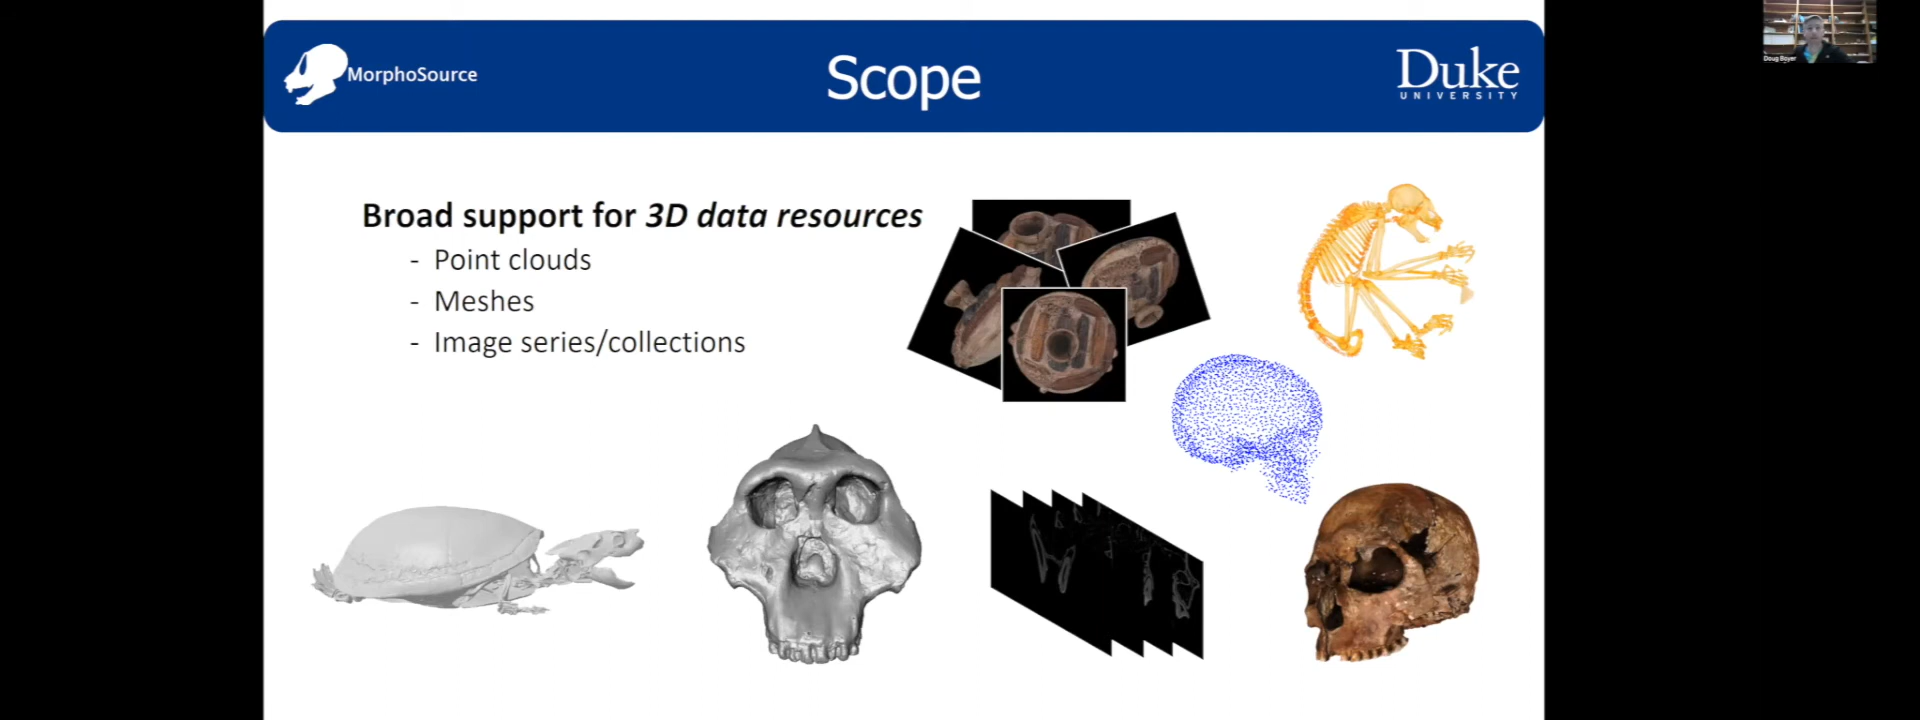 MorphoSource
Scope
Duke
UNIVERSITY
Doug Boyer
Broad support for 3D data resources
- Point clouds
- Meshes
- Image series/collections